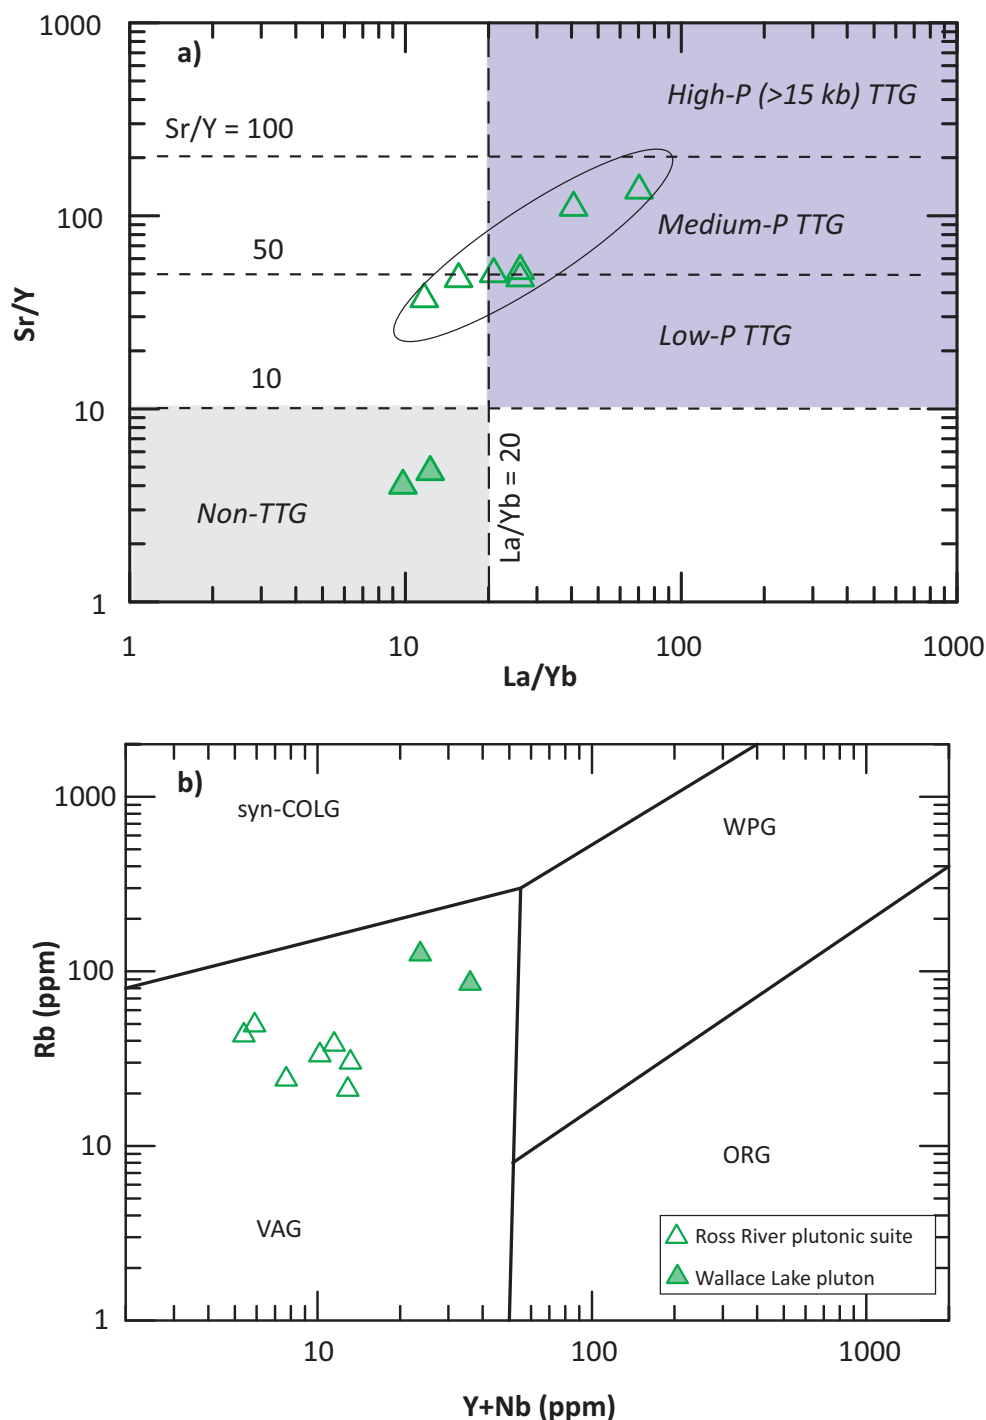 1000
a)
High-P (>15 kb) TTG
Sr/Y = 100
100
Medium-P TTG
50
Sr/Y
Low-P TTG
10
10
La/Yb = 20
Non-TTG
1
1
10
100
1000
La/Yb
b)
1000
syn-COLG
WPG
100
Rb (ppm)
10
ORG
VAG
Ross River plutonic suite
Wallace Lake pluton
1
10
100
1000
Y+Nb (ppm)